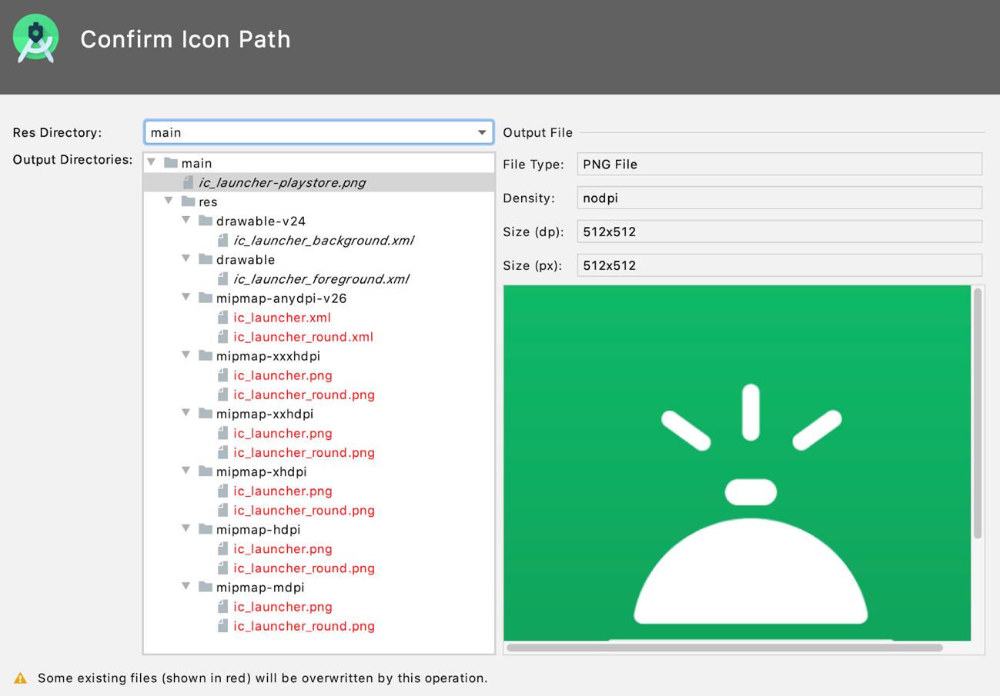 Confirm Icon Path
Res Directory:
main
Output Directories:
main
ic_launcher-playstore.png
res
drawable-v24
ic_launcher_background.xml
drawable
ic_launcher_foreground.xml
mipmap-anydpi-v26
ic_launcher.xml
ic_launcher_round.xml
mipmap-xxxhdpi
ic_launcher.png
ic_launcher_round.png
mipmap-xxhdpi
ic_launcher.png
ic_launcher_round.png
mipmap-xhdpi
ic_launcher.png
ic_launcher_round.png
mipmap-hdpi
ic_launcher.png
ic_launcher_round.png
mipmap-mdpi
ic_launcher.png
ic_launcher_round.png
Output File
File Type: PNG File
Density: nodpi
Size (dp): 512x512
Size (px): 512x512
Some existing files (shown in red) will be overwritten by this operation.